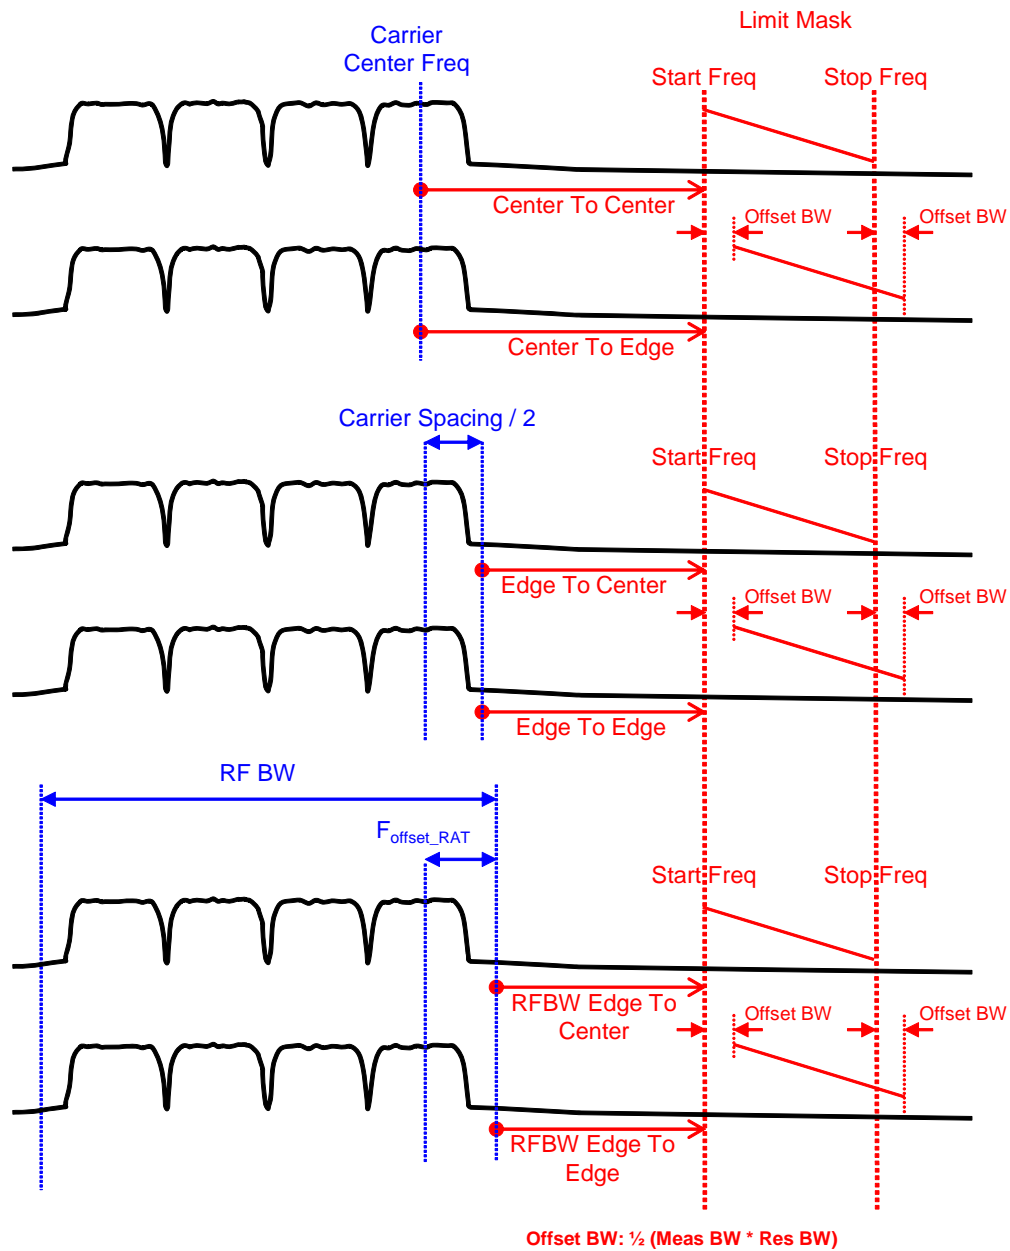 Limit Mask
Carrier
Center Freq
Start Freq
Stop Freq
Center To Center
Offset BW
Offset BW
Center To Edge
Carrier Spacing / 2
Start Freq
Stop Freq
Edge To Center
Offset BW
Offset BW
Edge To Edge
RF BW
Foffset_RAT
Start Freq
Stop Freq
RFBW Edge To
Center
Offset BW
Offset BW
RFBW Edge To
Edge
Offset BW: ½ (Meas BW * Res BW)